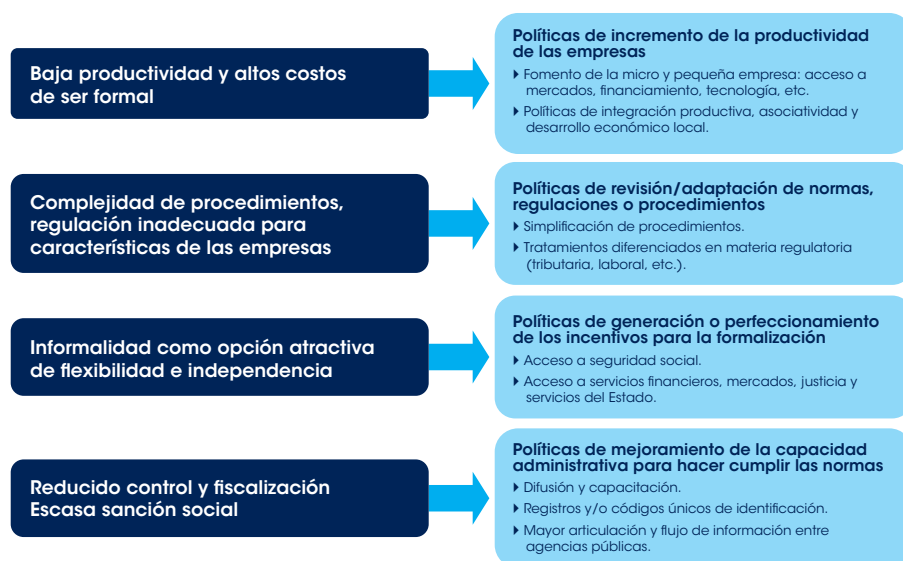 Baja productividad y altos costos
de ser formal
Políticas de incremento de la productividad
de las empresas
Fomento de la micro y pequeña empresa: acceso a
mercados, financiamiento, tecnología, etc.
Políticas de integración productiva, asociatividad y
desarrollo económico local.
Complejidad de procedimientos,
regulación inadecuada para
características de las empresas
Políticas de revisión/adaptación de normas,
regulaciones o procedimientos
Simplificación de procedimientos.
Tratamientos diferenciados en materia regulatoria
(tributaria, laboral, etc.).
Informalidad como opción atractiva
de flexibilidad e independencia
Políticas de generación o perfeccionamiento
de los incentivos para la formalización
Acceso a seguridad social.
Acceso a servicios financieros, mercados, justicia y
servicios del Estado.
Reducido control y fiscalización
Escasa sanción social
Políticas de mejoramiento de la capacidad
administrativa para hacer cumplir las normas
Difusión y capacitación.
Registros y/o códigos únicos de identificación.
Mayor articulación y flujo de información entre
agencias públicas.